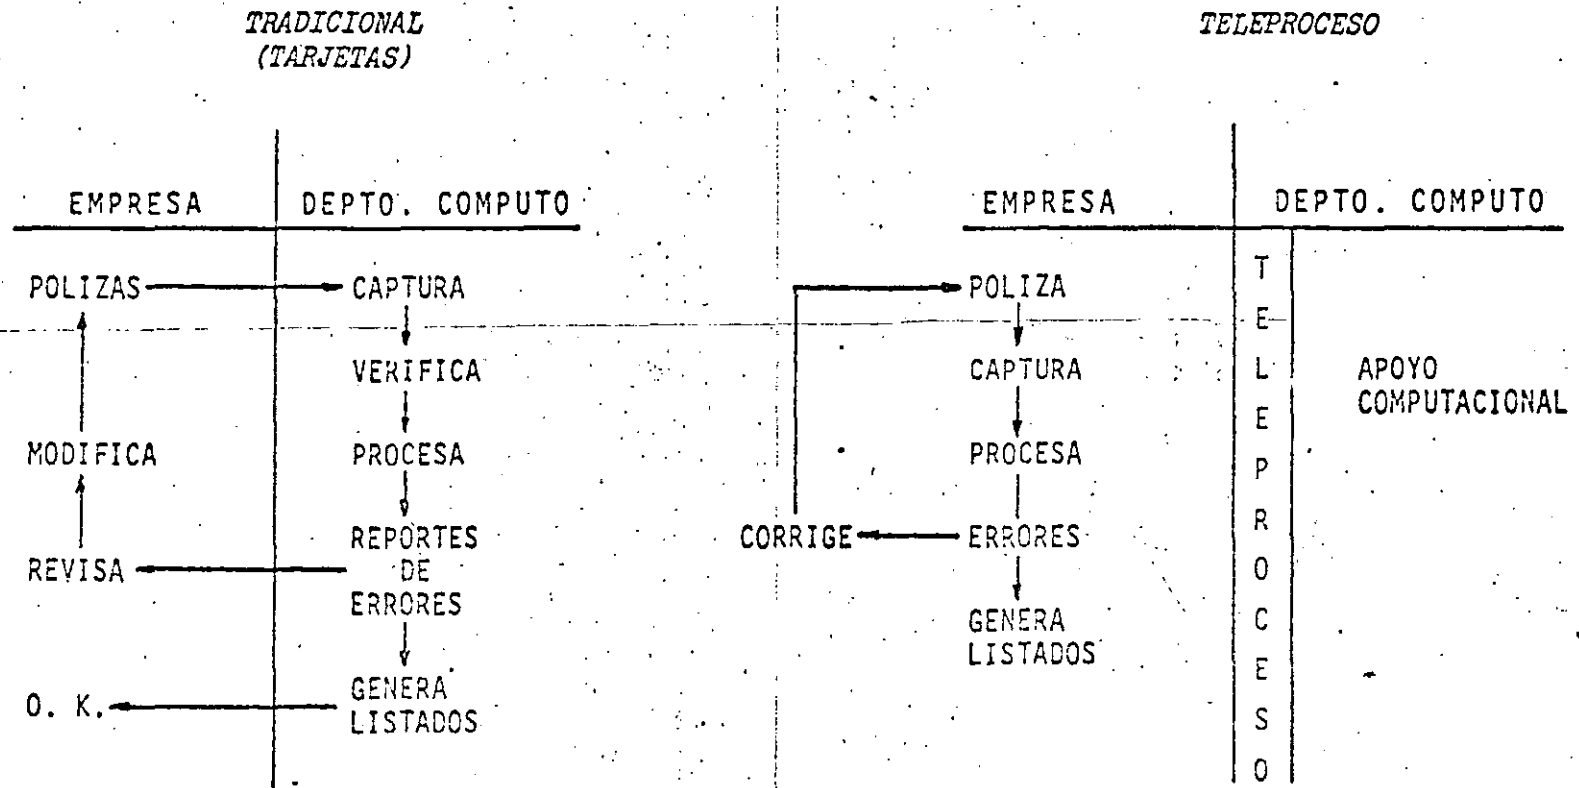 TRADICIONAL
(TARJETAS)
EMPRESA
DEPTO. COMPUTO
POLIZAS
CAPTURA
VERIFICA
MODIFICA
PROCESA
REPORTES
DE
ERRORES
REVISA
GENERA
LISTADOS
O. K.
TELEPROCESO
EMPRESA
DEPTO. COMPUTO
POLIZA
CAPTURA
PROCESA
CORRIGE
ERRORES
GENERA
LISTADOS
T
E
L
E
P
R
O
C
E
S
O
APOYO
COMPUTACIONAL